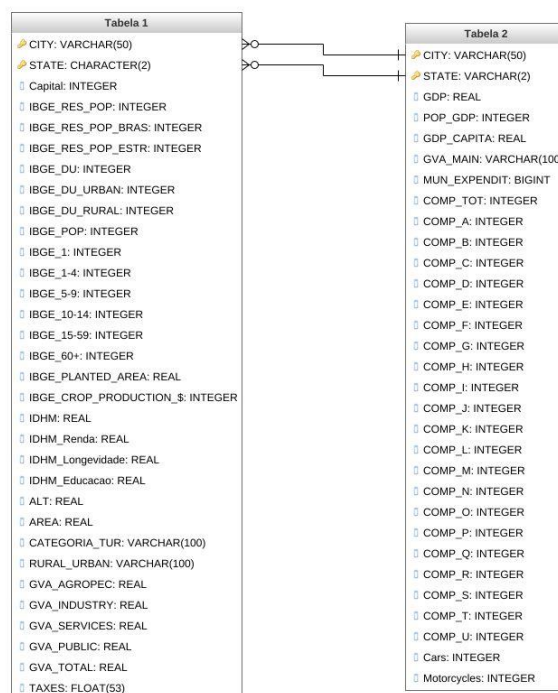 Tabela 1
CITY: VARCHAR(50)
STATE: CHARACTER(2)
Capital: INTEGER
IBGE_RES_POP: INTEGER
IBGE_RES_POP_BRAS: INTEGER
IBGE_RES_POP_ESTR: INTEGER
IBGE_DU: INTEGER
IBGE_DU_URBAN: INTEGER
IBGE_DU_RURAL: INTEGER
IBGE_POP: INTEGER
IBGE_1: INTEGER
IBGE_1-4: INTEGER
IBGE_5-9: INTEGER
IBGE_10-14: INTEGER
IBGE_15-59: INTEGER
IBGE_60+: INTEGER
IBGE_PLANTED_AREA: REAL
IBGE_CROP_PRODUCTION_$: INTEGER
IDHM: REAL
IDHM_Renda: REAL
IDHM_Longevidade: REAL
IDHM_Educacao: REAL
ALT: REAL
AREA: REAL
CATEGORIA_TUR: VARCHAR(100)
RURAL_URBAN: VARCHAR(100)
GVA_AGROPEC: REAL
GVA_INDUSTRY: REAL
GVA_SERVICES: REAL
GVA_PUBLIC: REAL
GVA_TOTAL: REAL
TAXES: FLOAT(53)
Tabela 2
CITY: VARCHAR(50)
STATE: VARCHAR(2)
GDP: REAL
POP_GDP: INTEGER
GDP_CAPITA: REAL
GVA_MAIN: VARCHAR(100
MUN_EXPENDIT: BIGINT
COMP_TOT: INTEGER
COMP_A: INTEGER
COMP_B: INTEGER
COMP_C: INTEGER
COMP_D: INTEGER
COMP_E: INTEGER
COMP_F: INTEGER
COMP_G: INTEGER
COMP_H: INTEGER
COMP_I: INTEGER
COMP_J: INTEGER
COMP_K: INTEGER
COMP_L: INTEGER
COMP_M: INTEGER
COMP_N: INTEGER
COMP_O: INTEGER
COMP_P: INTEGER
COMP_Q: INTEGER
COMP_R: INTEGER
COMP_S: INTEGER
COMP_T: INTEGER
COMP_U: INTEGER
Cars: INTEGER
Motorcycles: INTEGER